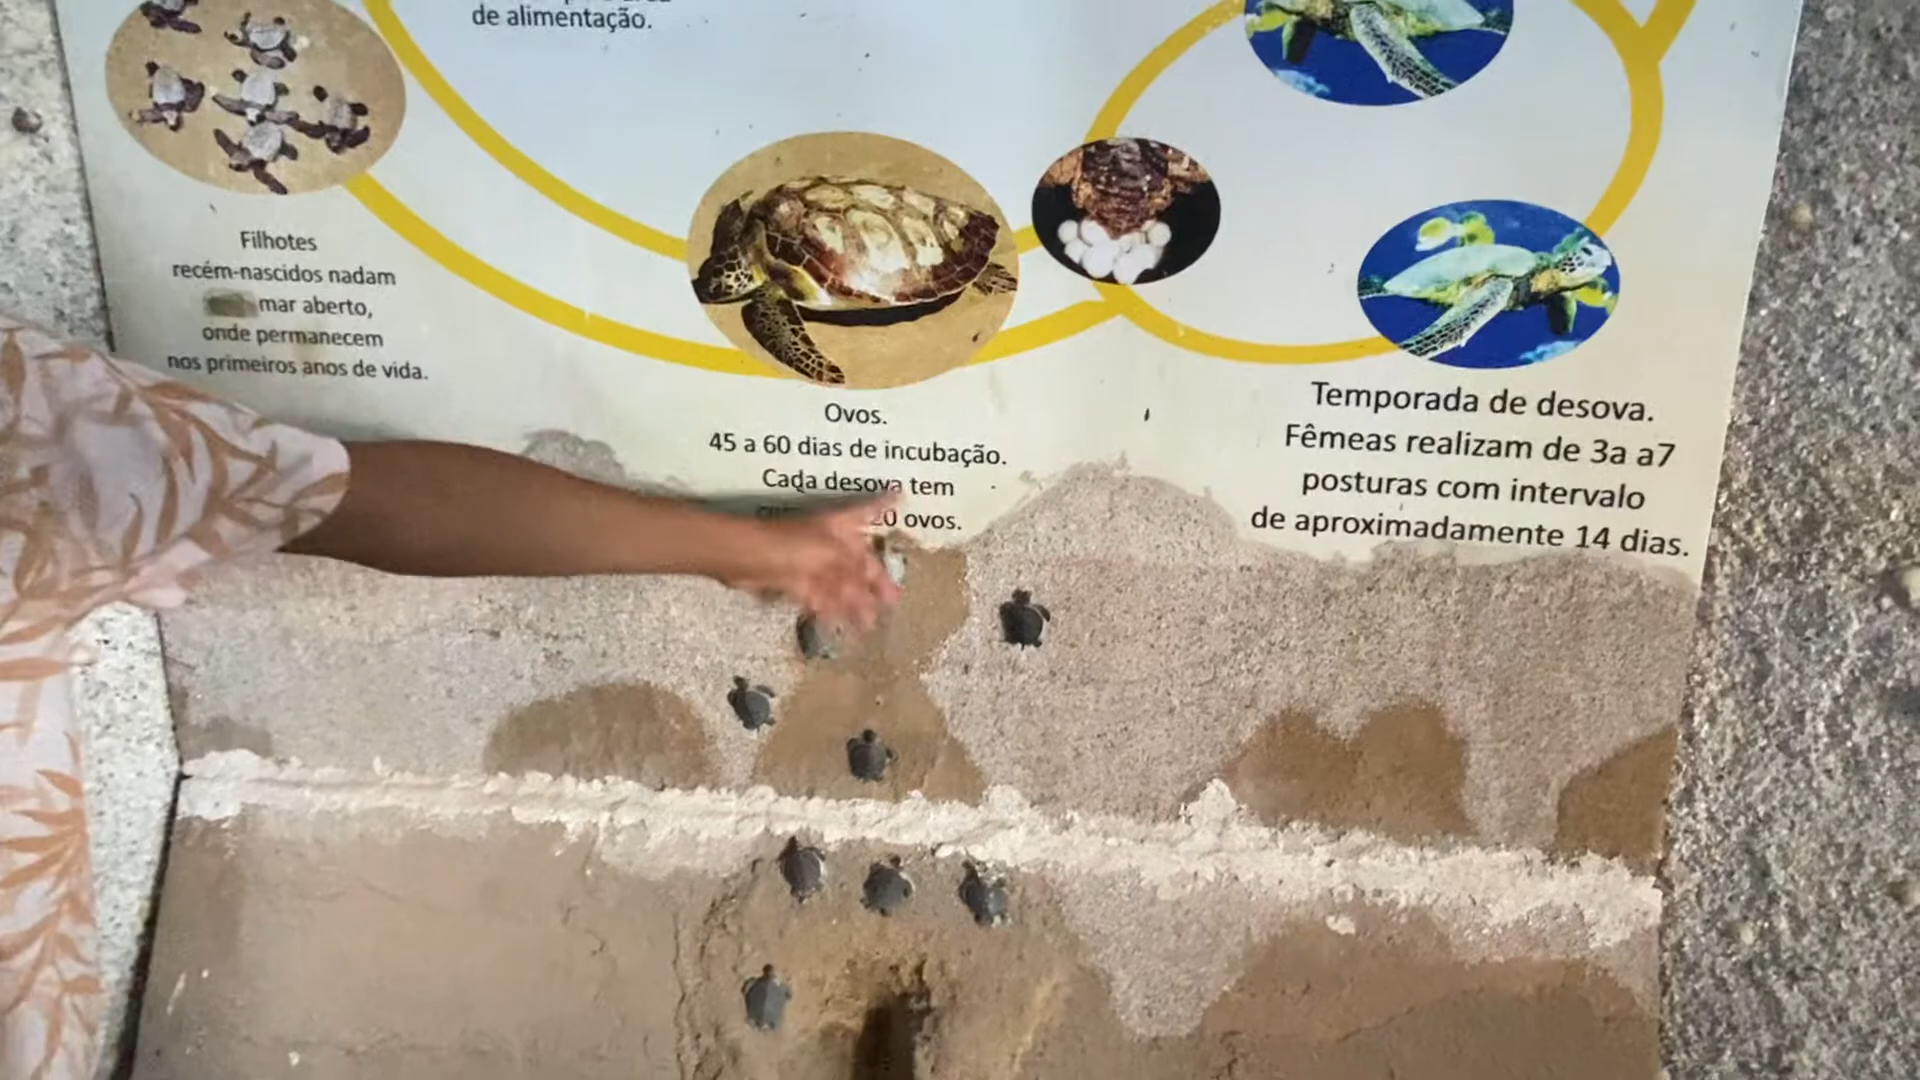 de alimentação.
Filhotes
recém-nascidos nadam
mar aberto,
onde permanecem
nos primeiros anos de vida.
Ovos.
45 a 60 dias de incubação.
Cada desova tem
20 ovos.
Temporada de desova.
Fêmeas realizam de 3a a7
posturas com intervalo
de aproximadamente 14 dias.